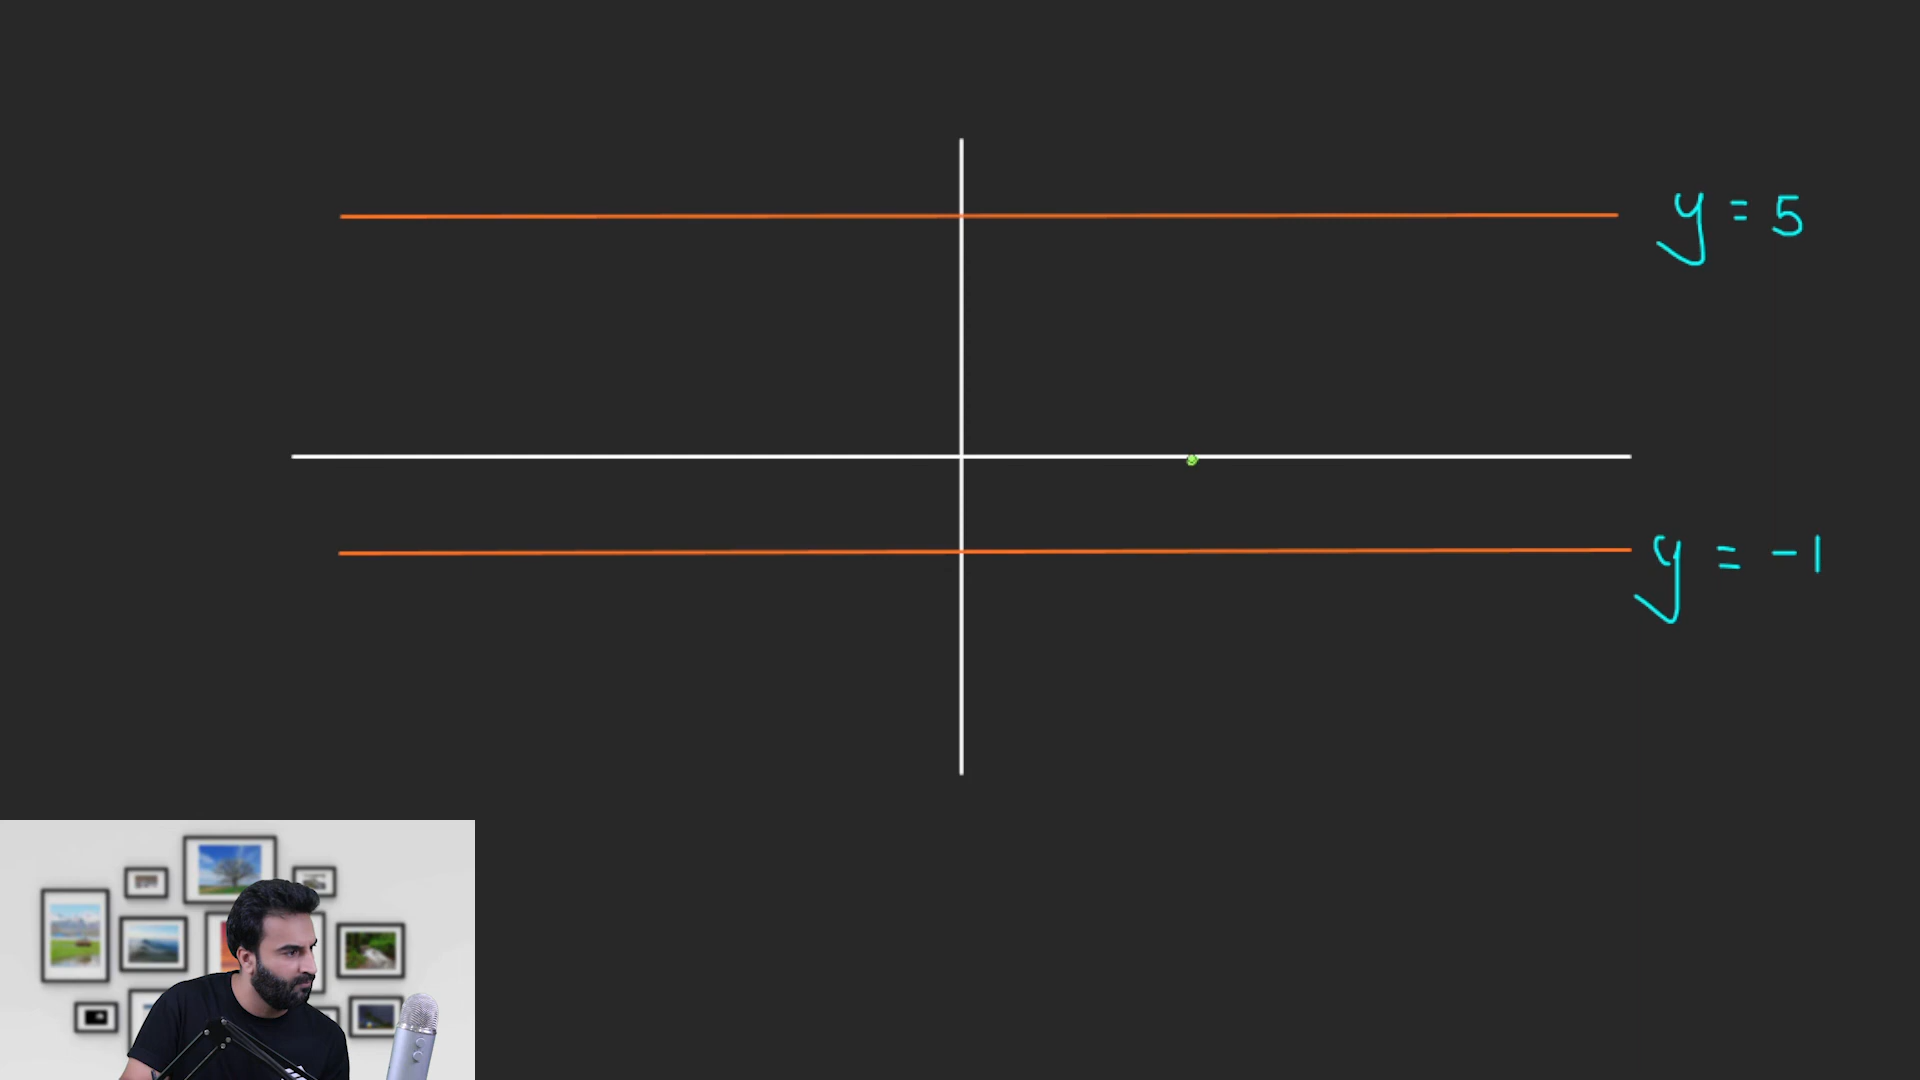 y = 5
y = -1